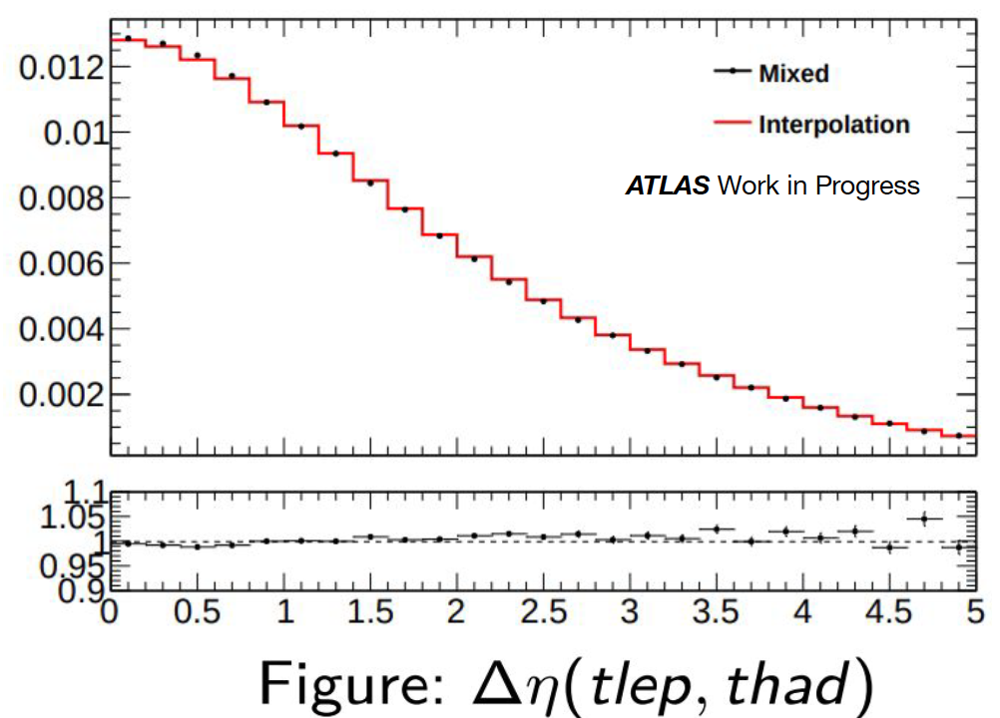 0.012
Mixed
0.01
Interpolation
0.008
ATLAS Work in Progress
0.006
0.004
0.002
1.1
1.05
1
0.95
0.9
0 0.5 1 1.5 2 2.5 3 3.5 4 4.5 5
Figure: Δη(tlep, thad)